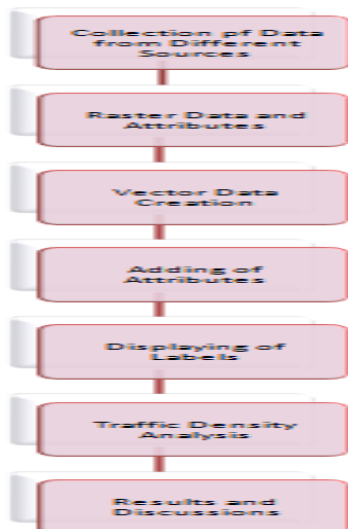 Collection pf Data
from Different
Sources
Raster Data and
Attributes
Vector Data
Creation
Adding of
Attributes
Displaying of
Labels
Traffic Density
Analysis
Results and
Discussions